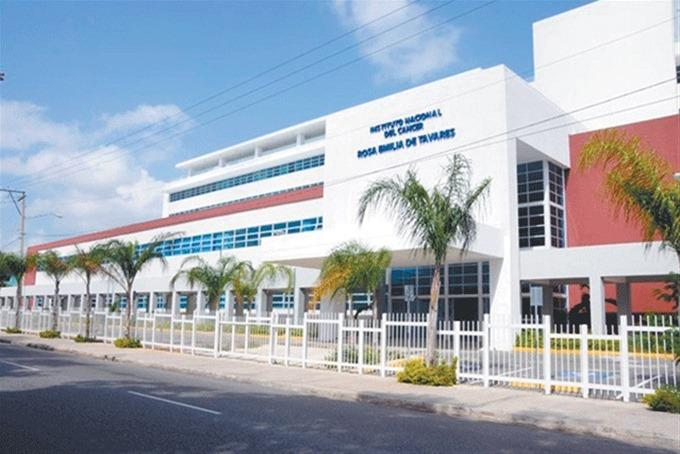 INSTITUTO NACIONAL
DEL CANCER
ROSA EMILIA DE TAVARES